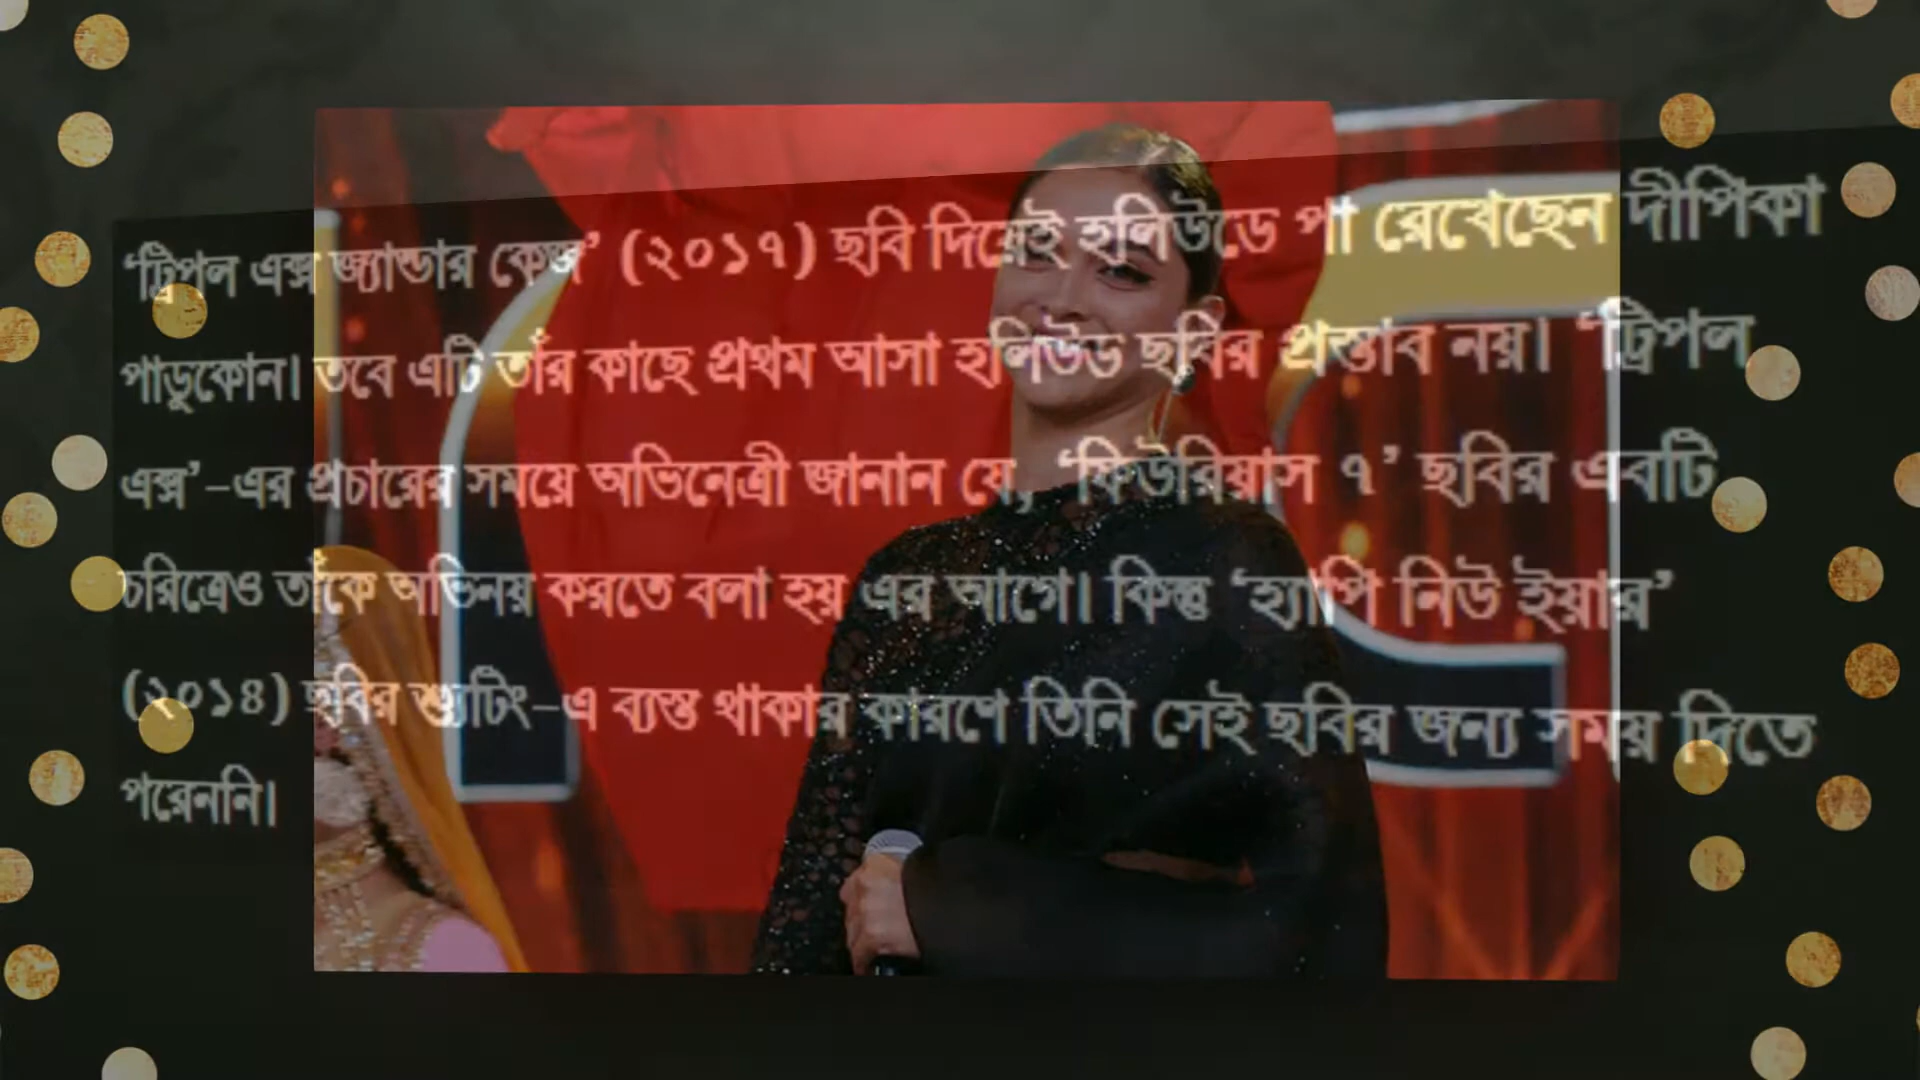 ‘ট্রিপল এক্স জ্যান্ডার কেজ’ (২০১৭) ছবি দিয়েই হলিউডে পা রেখেছেন দীপিকা
পাড়ুকোন। তবে এটি তাঁর কাছে প্রথম আসা হলিউড ছবির প্রস্তাব নয়। ‘ট্রিপল
এক্স’-এর প্রচারের সময়ে অভিনেত্রী জানান যে, ‘ফিউরিয়াস ৭’ ছবির একটি
চরিত্রেও তাঁকে অভিনয় করতে বলা হয় এর আগে। কিন্তু ‘হ্যাপি নিউ ইয়ার’
(২০১৪) ছবির শ্যুটিং-এ ব্যস্ত থাকার কারণে তিনি সেই ছবির জন্য সময় দিতে
পারেননি।